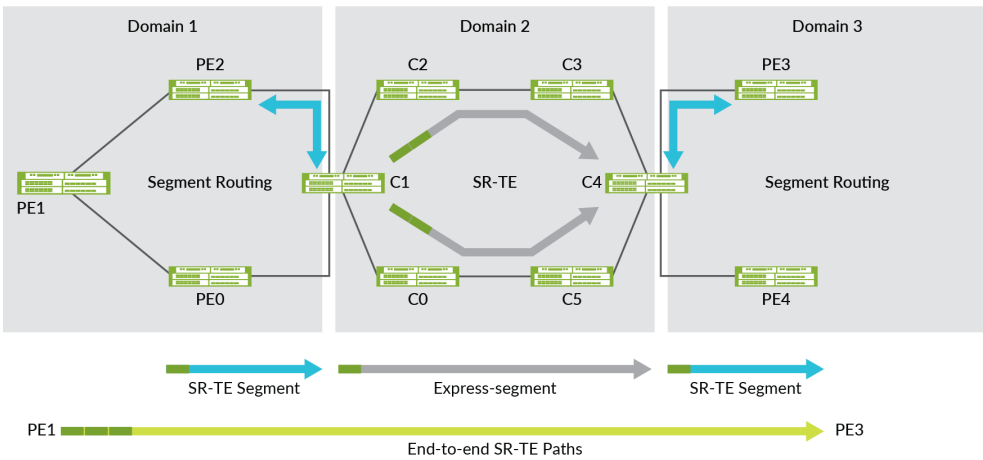 Domain 1
Domain 2
Domain 3
PE2
C2
C3
PE3
PE1
Segment Routing
C1
SR-TE
C4
Segment Routing
PE0
C0
C5
PE4
SR-TE Segment
Express-segment
SR-TE Segment
PE1
PE3
End-to-end SR-TE Paths